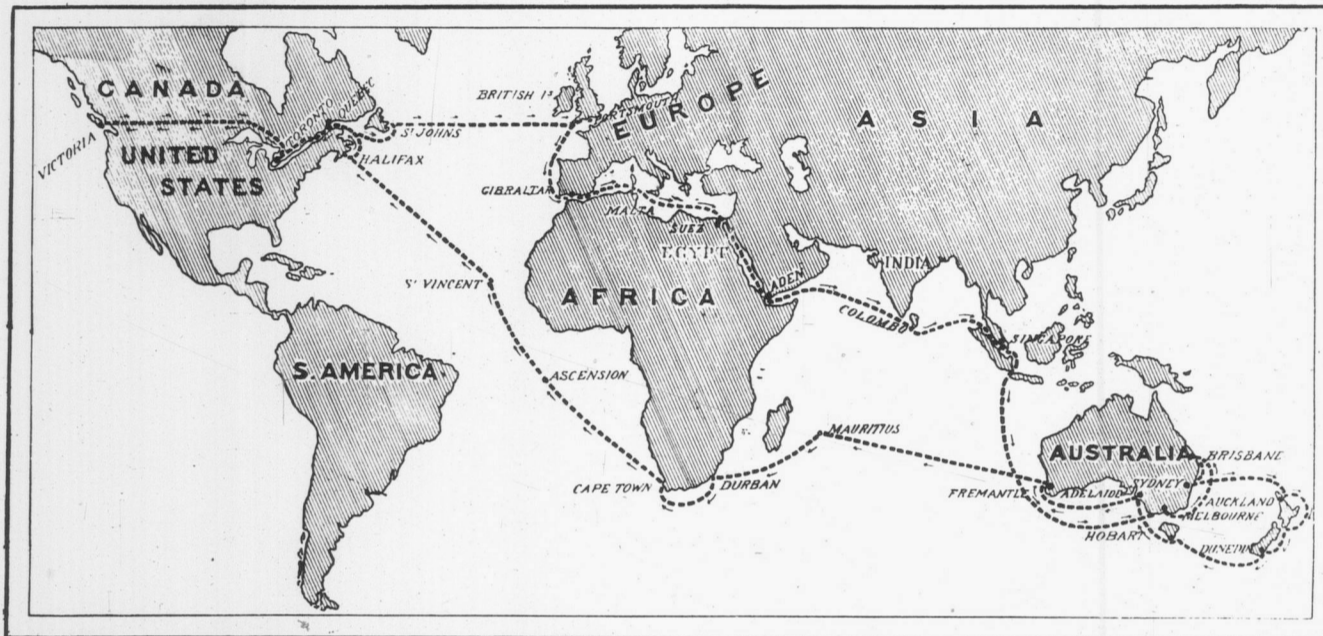 CANADA
BRITISH Is
EUROPE
ASIA
PORTSMOUTH
TORONTO
QUEBEC
St JOHNS
VICTORIA
UNITED
STATES
HALIFAX
GIBRALTAR
MALTA
SUEZ
EGYPT
INDIA
ADEN
St VINCENT
AFRICA
COLOMBO
SINGAPORE
S. AMERICA
ASCENSION
MAURITIUS
AUSTRALIA
BRISBANE
CAPE TOWN
DURBAN
FREMANTLE
ADELAIDE
SYDNEY
AUCKLAND
MELBOURNE
HOBART
DUNEDIN